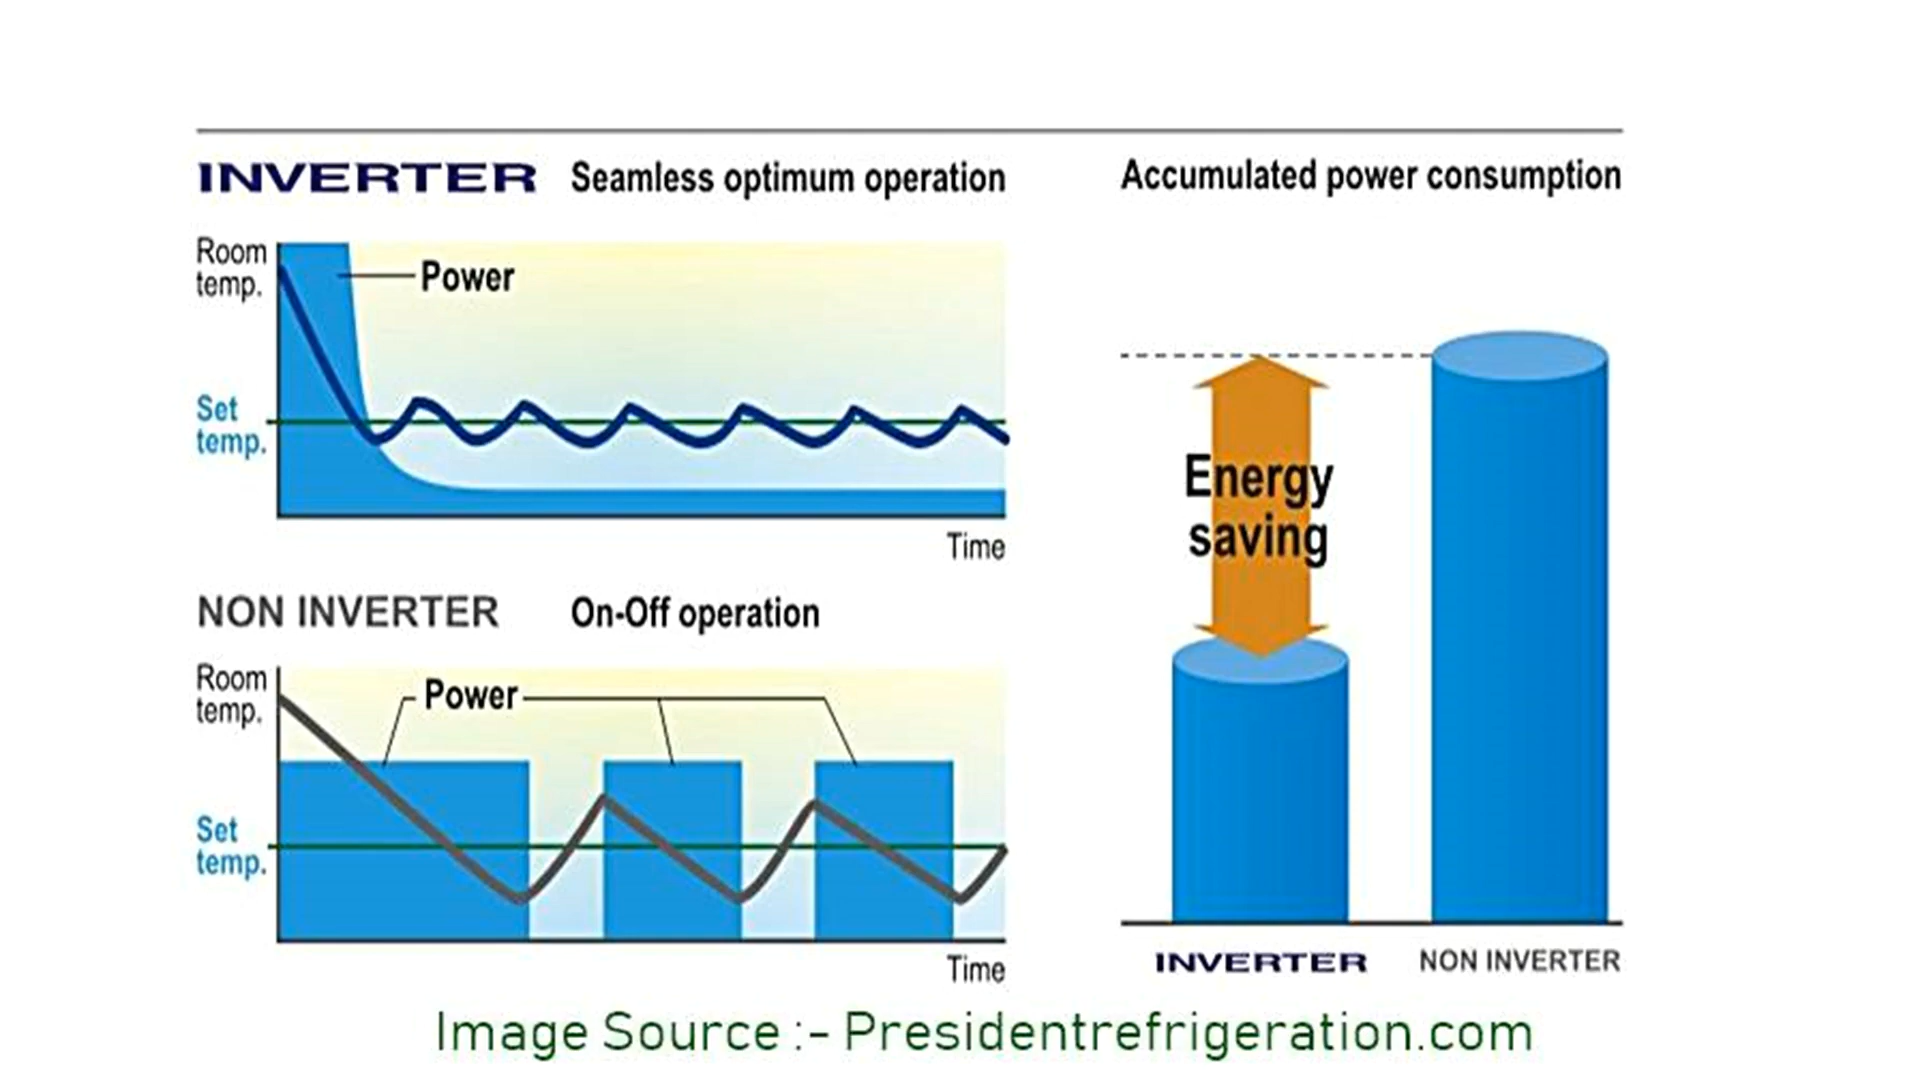 INVERTER Seamless optimum operation
Room
temp.
Power
Set
temp.
Time
NON INVERTER On-Off operation
Room
temp.
Power
Set
temp.
Time
Accumulated power consumption
Energy
saving
INVERTER NON INVERTER
Image Source :- Presidentrefrigeration.com